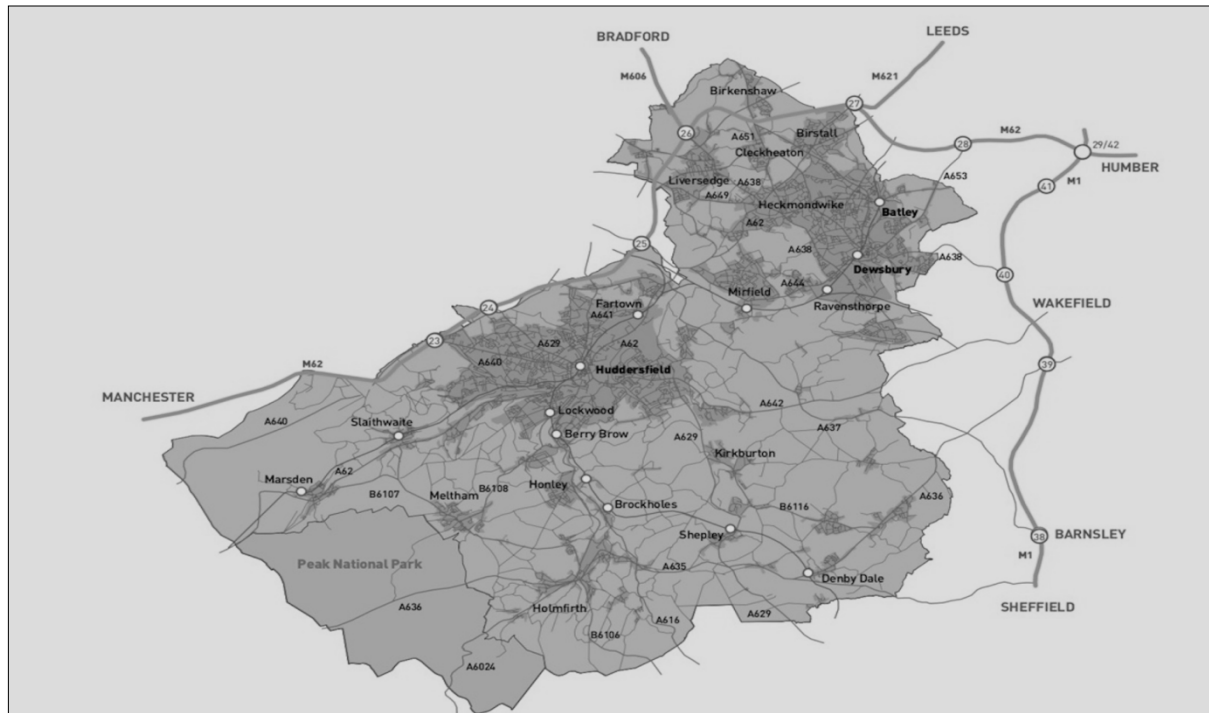 LEEDS
BRADFORD
M606
M621
Birkenshaw
27
26
A651
Birstall
M62
28
29/42
Cleckheaton
HUMBER
Liversedge
A638
A653
M1
41
A649
Heckmondwike
Batley
A62
25
A638
Dewsbury
A638
40
A644
Mirfield
Ravensthorpe
WAKEFIELD
24
Fartown
A641
23
A629
A62
A640
Huddersfield
39
M62
MANCHESTER
Lockwood
A642
A640
Slaithwaite
Berry Brow
A629
A637
Kirkburton
A62
Marsden
B6107
Meltham
B6108
Honley
A636
Brockholes
B6116
Shepley
38
BARNSLEY
M1
Peak National Park
A635
Denby Dale
A636
Holmfirth
A616
A629
SHEFFIELD
B6106
A6024